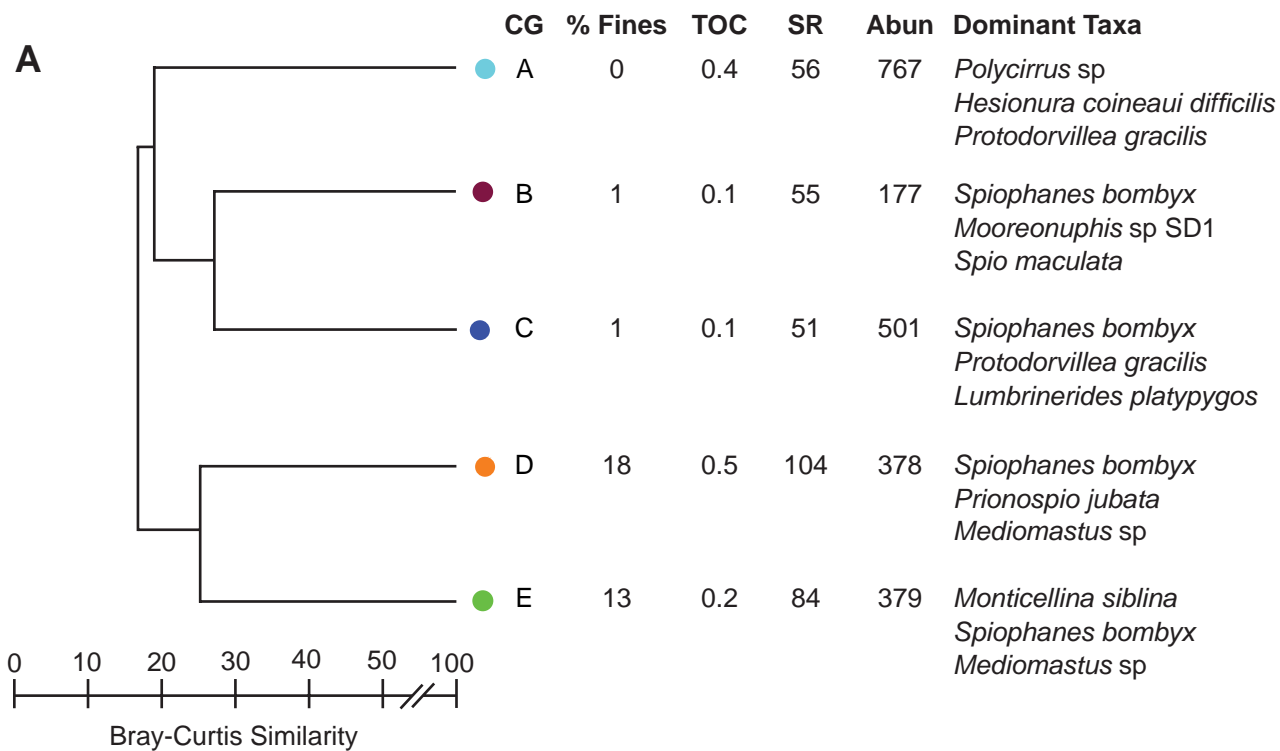 A
CG % Fines TOC SR Abun Dominant Taxa
A 0 0.4 56 767 Polycirrus sp
Hesionura coineaui difficilis
Protodorvillea gracilis
B 1 0.1 55 177 Spiophanes bombyx
Mooreonuphis sp SD1
Spio maculata
C 1 0.1 51 501 Spiophanes bombyx
Protodorvillea gracilis
Lumbrinerides platypygos
D 18 0.5 104 378 Spiophanes bombyx
Prionospio jubata
Mediomastus sp
E 13 0.2 84 379 Monticellina siblina
Spiophanes bombyx
Mediomastus sp
0 10 20 30 40 50 100
Bray-Curtis Similarity